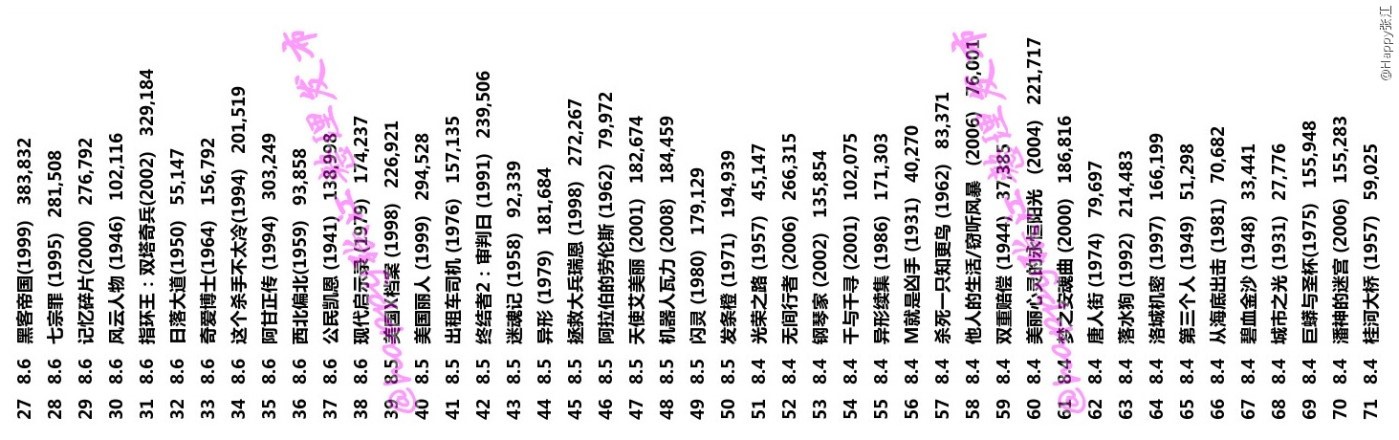 27 8.6 黑客帝国(1999) 383,832
28 8.6 七宗罪 (1995) 281,508
29 8.6 记忆碎片(2000) 276,792
30 8.6 风云人物 (1946) 102,116
31 8.6 指环王：双塔奇兵(2002) 329,184
32 8.6 日落大道(1950) 55,147
33 8.6 奇爱博士(1964) 156,792
34 8.6 这个杀手不太冷(1994) 201,519
35 8.6 阿甘正传 (1994) 303,249
36 8.6 西北偏北(1959) 93,858
37 8.6 公民凯恩 (1941) 138,998
38 8.6 现代启示录 (1979) 174,237
39 8.5 美国X档案 (1998) 226,921
40 8.5 美国丽人 (1999) 294,528
41 8.5 出租车司机 (1976) 157,135
42 8.5 终结者2：审判日 (1991) 239,506
43 8.5 迷魂记 (1958) 92,339
44 8.5 异形 (1979) 181,684
45 8.5 拯救大兵瑞恩 (1998) 272,267
46 8.5 阿拉伯的劳伦斯 (1962) 79,972
47 8.5 天使艾美丽 (2001) 182,674
48 8.5 机器人瓦力 (2008) 184,459
49 8.5 闪灵 (1980) 179,129
50 8.5 发条橙 (1971) 194,939
51 8.4 光荣之路 (1957) 45,147
52 8.4 无间行者 (2006) 266,315
53 8.4 钢琴家 (2002) 135,854
54 8.4 千与千寻 (2001) 102,075
55 8.4 异形续集 (1986) 171,303
56 8.4 M就是凶手 (1931) 40,270
57 8.4 杀死一只知更鸟 (1962) 83,371
58 8.4 他人的生活/窃听风暴 (2006) 76,001
59 8.4 双重赔偿 (1944) 37,385
60 8.4 美丽心灵的永恒阳光 (2004) 221,717
61 8.4 梦之安魂曲 (2000) 186,816
62 8.4 唐人街 (1974) 79,697
63 8.4 落水狗 (1992) 214,483
64 8.4 洛城机密 (1997) 166,199
65 8.4 第三个人 (1949) 51,298
66 8.4 从海底出击 (1981) 70,682
67 8.4 碧血金沙 (1948) 33,441
68 8.4 城市之光 (1931) 27,776
69 8.4 巨蟒与圣杯(1975) 155,948
70 8.4 潘神的迷宫 (2006) 155,283
71 8.4 桂河大桥 (1957) 59,025
@Happy张江